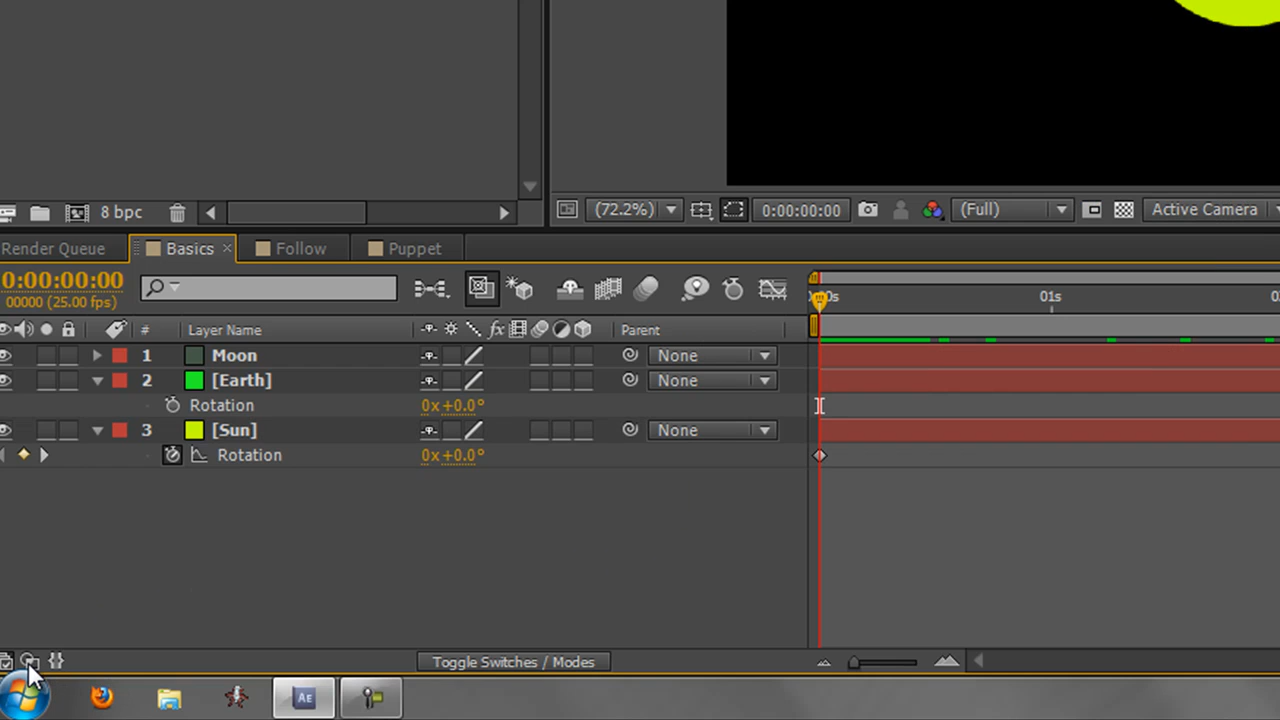 8 bpc
(72.2%) 0:00:00:00 (Full) Active Camera
Render Queue Basics × Follow Puppet
0:00:00:00
00000 (25.00 fps)
01s
# Layer Name fx Parent
1 Moon None
2 [Earth] None
Rotation 0x+0.0°
3 [Sun] None
Rotation 0x+0.0°
Toggle Switches / Modes
AE